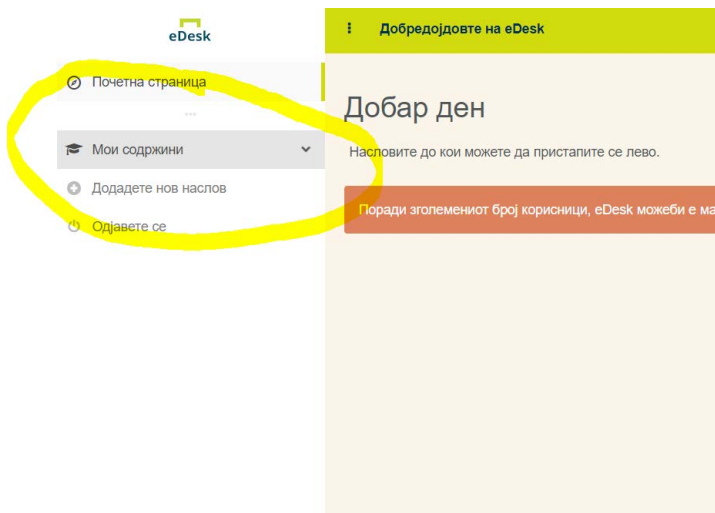 eDesk
Почетна страница
...
Мои содржини
Додадете нов наслов
Одјавете се
Добредојдовте на eDesk
Добар ден
Насловите до кои можете да пристапите се лево.
Поради зголемениот број корисници, eDesk можеби е ма